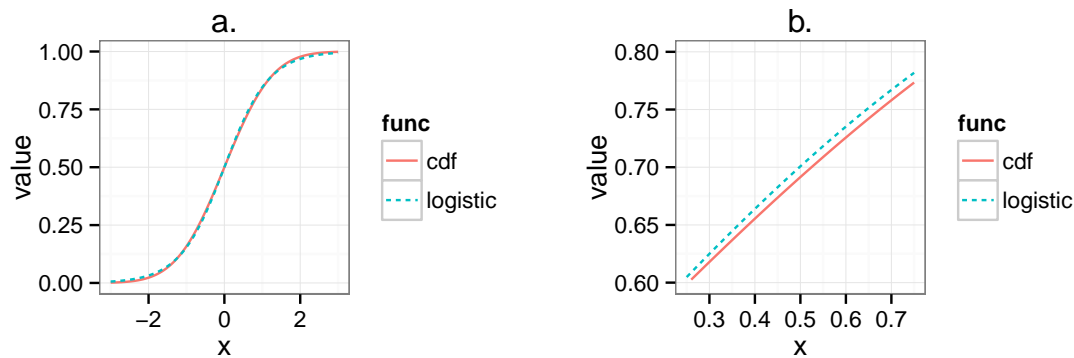 a.
1.00
0.75
0.50
0.25
0.00
value
−2 0 2
x
func
cdf
logistic
b.
0.80
0.75
0.70
0.65
0.60
value
0.3 0.4 0.5 0.6 0.7
x
func
cdf
logistic